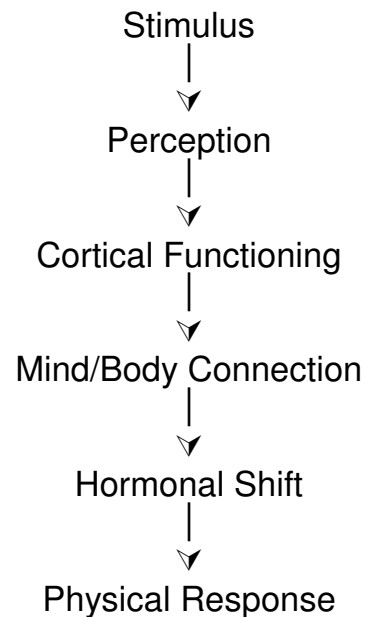 Stimulus
Perception
Cortical Functioning
Mind/Body Connection
Hormonal Shift
Physical Response